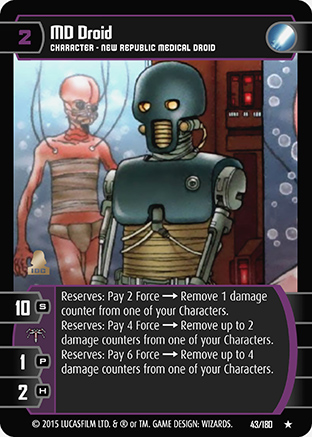 2 MD Droid
CHARACTER - NEW REPUBLIC MEDICAL DROID
10 S
1 P
2 H
Reserves: Pay 2 Force → Remove 1 damage
counter from one of your Characters.
Reserves: Pay 4 Force → Remove up to 2
damage counters from one of your Characters.
Reserves: Pay 6 Force → Remove up to 4
damage counters from one of your Characters.
© 2015 LUCASFILM LTD. & ® or TM. GAME DESIGN: WIZARDS. 43/180 ★